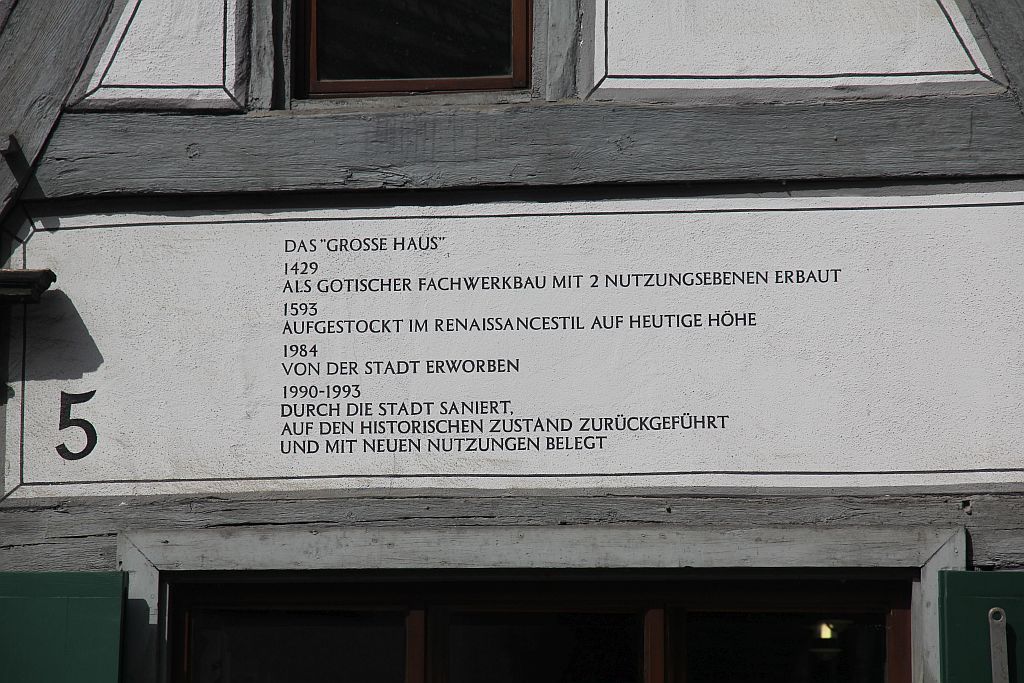 DAS "GROSSE HAUS"
1429
ALS GOTISCHER FACHWERKBAU MIT 2 NUTZUNGSEBENEN ERBAUT
1593
AUFGESTOCKT IM RENAISSANCESTIL AUF HEUTIGE HÖHE
1984
VON DER STADT ERWORBEN
1990-1993
DURCH DIE STADT SANIERT,
AUF DEN HISTORISCHEN ZUSTAND ZURÜCKGEFÜHRT
UND MIT NEUEN NUTZUNGEN BELEGT
5